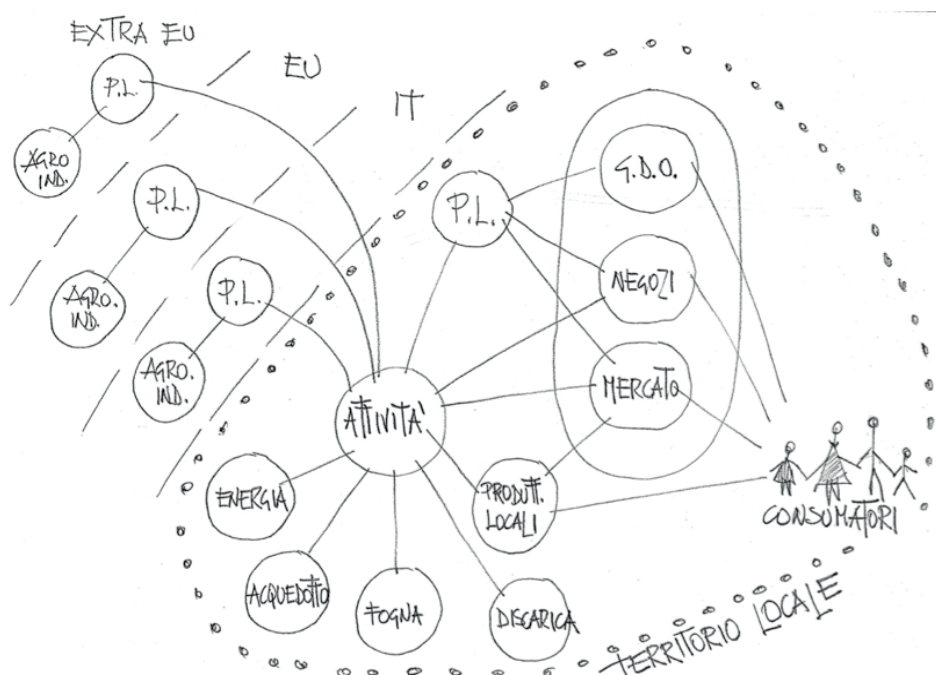 EXTRA EU
EU
IT
P.L.
AGRO
IND.
P.L.
AGRO.
IND.
P.L.
AGRO.
IND.
P.L.
G.D.O.
NEGOZI
MERCATO
ATTIVITA'
ENERGIA
ACQUEDOTTO
FOGNA
DISCARICA
PRODUTT.
LOCALI
CONSUMATORI
TERRITORIO LOCALE